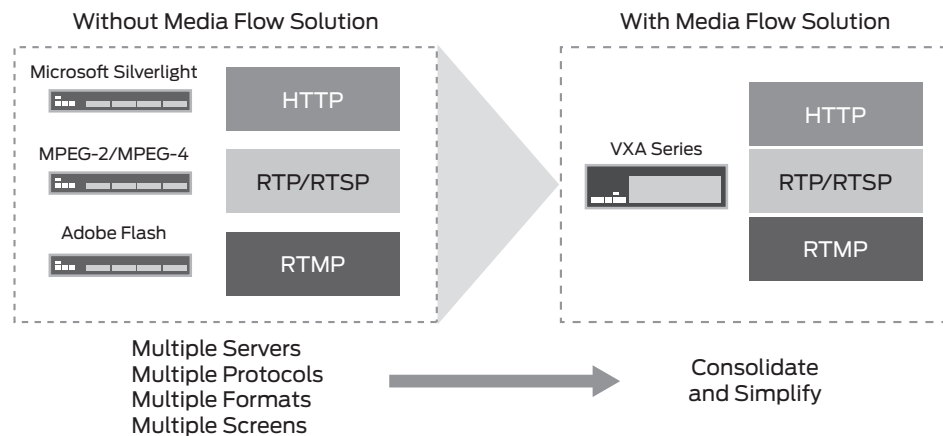 Without Media Flow Solution
Microsoft Silverlight
HTTP
MPEG-2/MPEG-4
RTP/RTSP
Adobe Flash
RTMP
Multiple Servers
Multiple Protocols
Multiple Formats
Multiple Screens
With Media Flow Solution
VXA Series
HTTP
RTP/RTSP
RTMP
Consolidate
and Simplify